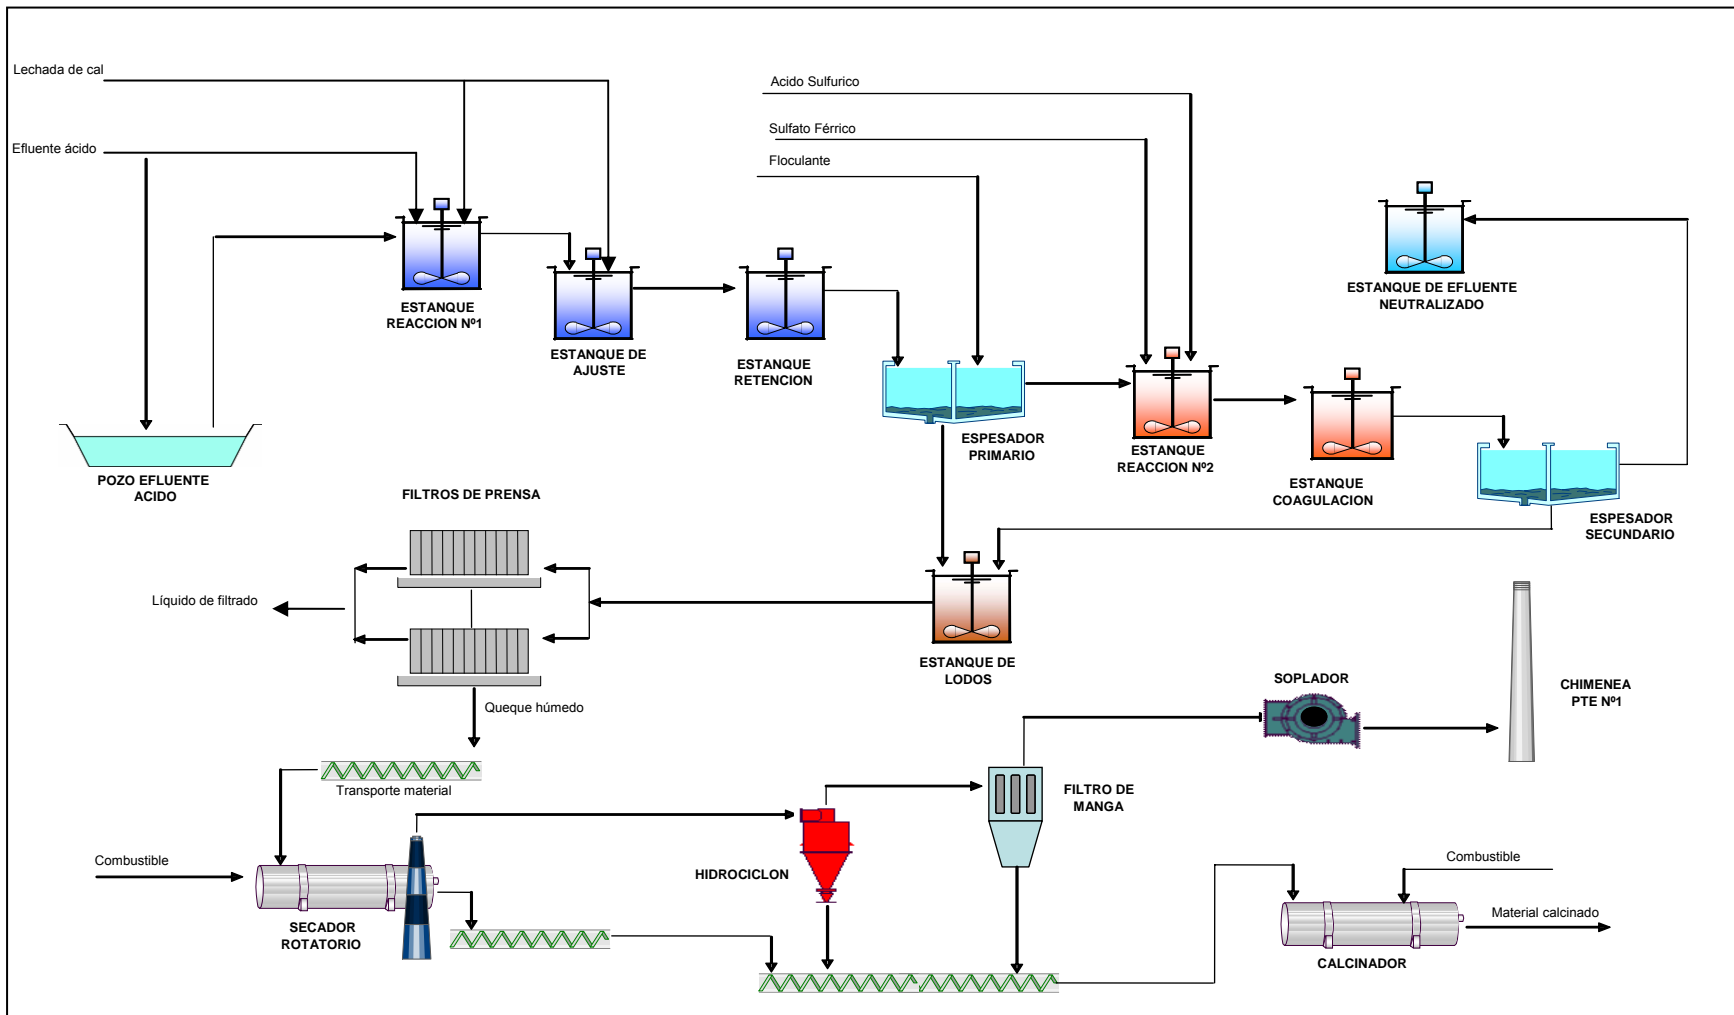 Lechada de cal
Acido Sulfurico
Sulfato Férrico
Efluente ácido
Floculante
ESTANQUE DE EFLUENTE
NEUTRALIZADO
ESTANQUE
REACCION Nº1
ESTANQUE DE
AJUSTE
ESTANQUE
RETENCION
ESPESADOR
PRIMARIO
ESTANQUE
REACCION Nº2
ESTANQUE
COAGULACION
ESPESADOR
SECUNDARIO
POZO EFLUENTE
ACIDO
FILTROS DE PRENSA
Líquido de filtrado
ESTANQUE DE
LODOS
SOPLADOR
CHIMENEA
PTE Nº1
Queque húmedo
Transporte material
FILTRO DE
MANGA
Combustible
HIDROCICLON
Combustible
SECADOR
ROTATORIO
Material calcinado
CALCINADOR